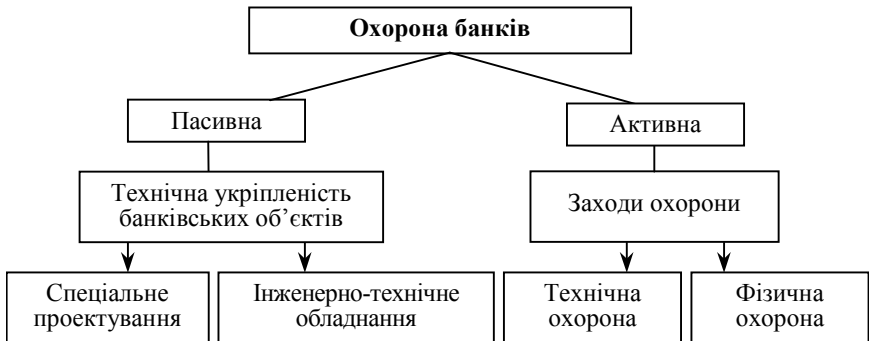 Охорона банків
Пасивна
Активна
Технічна укріпленість
банківських об’єктів
Заходи охорони
Спеціальне
проектування
Інженерно-технічне
обладнання
Технічна
охорона
Фізична
охорона